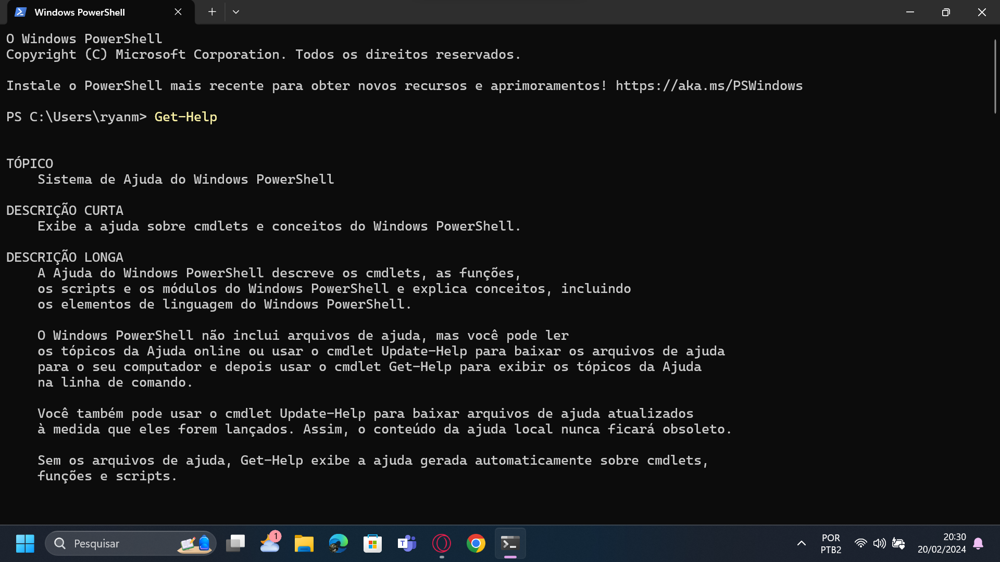 Windows PowerShell
O Windows PowerShell
Copyright (C) Microsoft Corporation. Todos os direitos reservados.
Instale o PowerShell mais recente para obter novos recursos e aprimoramentos! https://aka.ms/PSWindows
PS C:\Users\ryanm> Get-Help
TÓPICO
Sistema de Ajuda do Windows PowerShell
DESCRIÇÃO CURTA
Exibe a ajuda sobre cmdlets e conceitos do Windows PowerShell.
DESCRIÇÃO LONGA
A Ajuda do Windows PowerShell descreve os cmdlets, as funções,
os scripts e os módulos do Windows PowerShell e explica conceitos, incluindo
os elementos de linguagem do Windows PowerShell.
O Windows PowerShell não inclui arquivos de ajuda, mas você pode ler
os tópicos da Ajuda online ou usar o cmdlet Update-Help para baixar os arquivos de ajuda
para o seu computador e depois usar o cmdlet Get-Help para exibir os tópicos da Ajuda
na linha de comando.
Você também pode usar o cmdlet Update-Help para baixar arquivos de ajuda atualizados
à medida que eles forem lançados. Assim, o conteúdo da ajuda local nunca ficará obsoleto.
Sem os arquivos de ajuda, Get-Help exibe a ajuda gerada automaticamente sobre cmdlets,
funções e scripts.
Pesquisar
1
T
POR
PTB2
20:30
20/02/2024